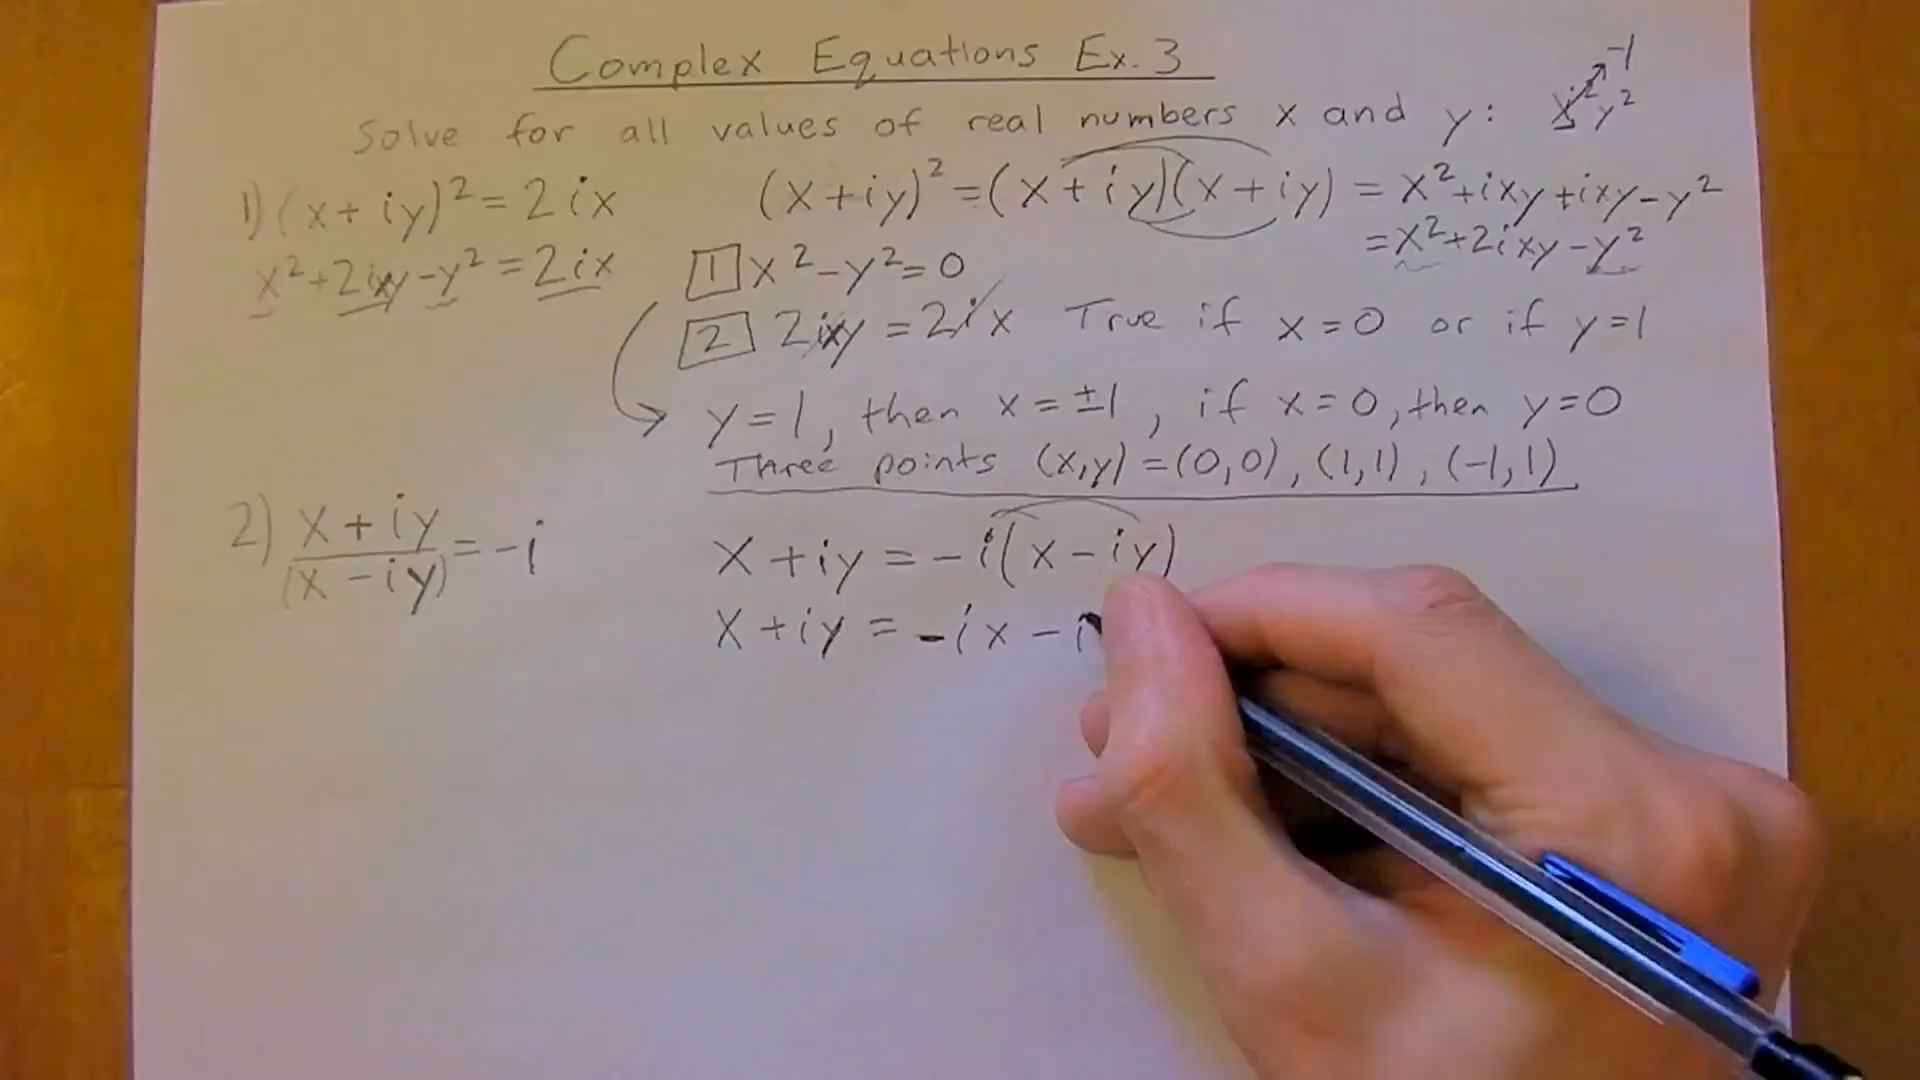 Complex Equations Ex. 3
Solve for all values of real numbers x and y: i²y² -1
1) (x + iy)² = 2ix (x + iy)² = (x + iy)(x + iy) = x² + ixy + ixy - y²
= x² + 2ixy - y²
x² + 2ixy - y² = 2ix 1 x² - y² = 0
2 2ixy = 2ix True if x = 0 or if y = 1
y = 1, then x = ±1, if x = 0, then y = 0
Three points (x,y) = (0,0), (1,1), (-1,1)
2) x + iy / (x - iy) = -i x + iy = -i(x - iy)
x + iy = -ix - i